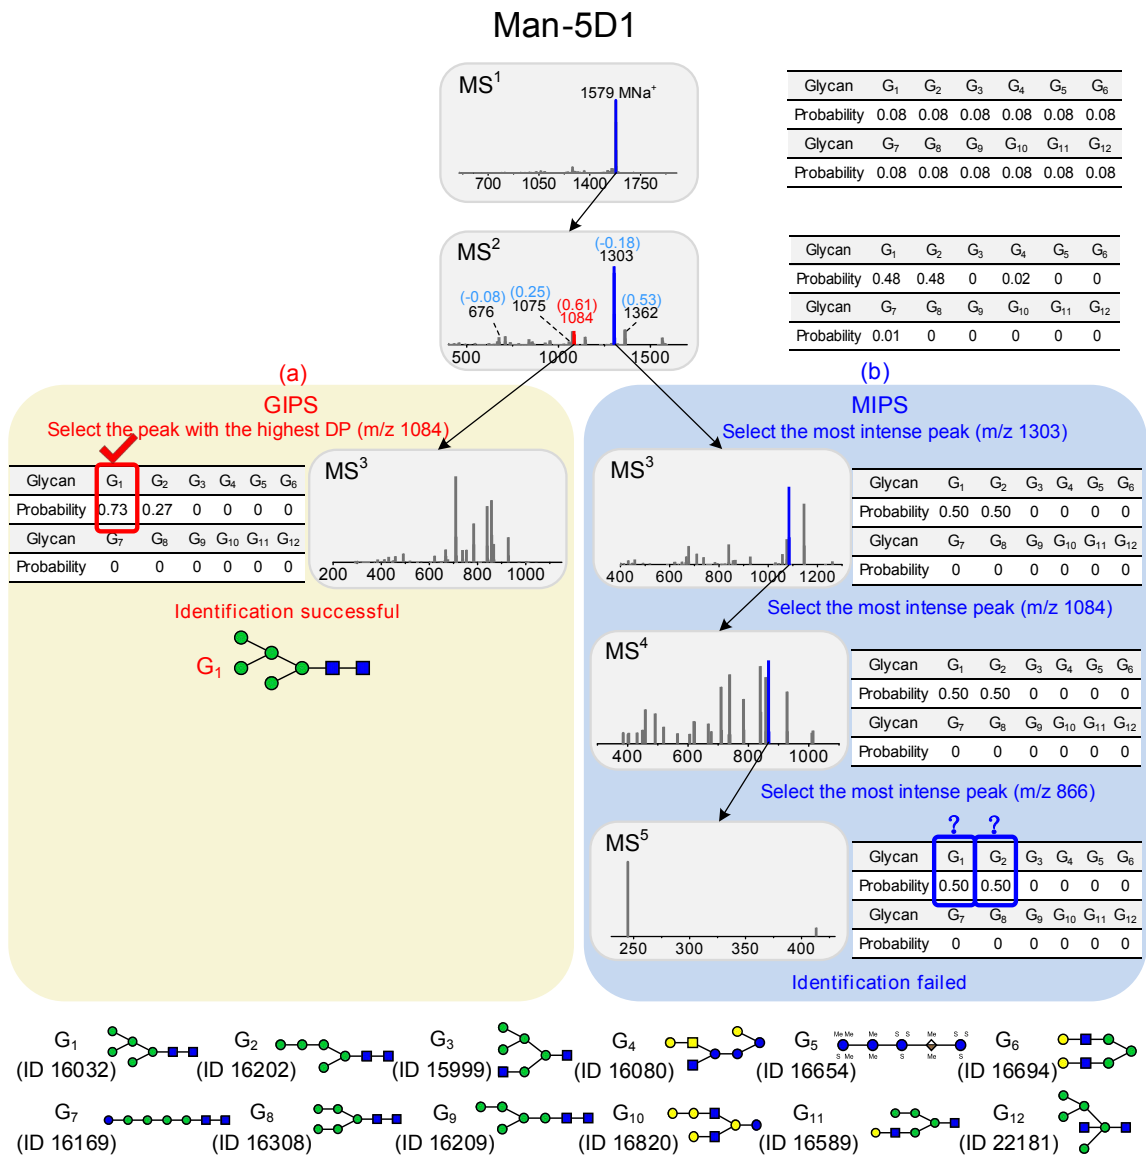 Man-5D1
MS1
1579 MNa+
700 1050 1400 1750
Glycan G1 G2 G3 G4 G5 G6
Probability 0.08 0.08 0.08 0.08 0.08 0.08
Glycan G7 G8 G9 G10 G11 G12
Probability 0.08 0.08 0.08 0.08 0.08 0.08
MS2
(-0.18)
1303
(-0.08)
676
(0.25)
1075
(0.61)
1084
(0.53)
1362
500 1000 1500
Glycan G1 G2 G3 G4 G5 G6
Probability 0.48 0.48 0 0.02 0 0
Glycan G7 G8 G9 G10 G11 G12
Probability 0.01 0 0 0 0 0
(a)
GIPS
Select the peak with the highest DP (m/z 1084)
Glycan G1 G2 G3 G4 G5 G6
Probability 0.73 0.27 0 0 0 0
Glycan G7 G8 G9 G10 G11 G12
Probability 0 0 0 0 0 0
MS3
200 400 600 800 1000
Identification successful
G1
(b)
MIPS
Select the most intense peak (m/z 1303)
MS3
400 600 800 1000 1200
Glycan G1 G2 G3 G4 G5 G6
Probability 0.50 0.50 0 0 0 0
Glycan G7 G8 G9 G10 G11 G12
Probability 0 0 0 0 0 0
Select the most intense peak (m/z 1084)
MS4
400 600 800 1000
Glycan G1 G2 G3 G4 G5 G6
Probability 0.50 0.50 0 0 0 0
Glycan G7 G8 G9 G10 G11 G12
Probability 0 0 0 0 0 0
Select the most intense peak (m/z 866)
MS5
250 300 350 400
? ?
Glycan G1 G2 G3 G4 G5 G6
Probability 0.50 0.50 0 0 0 0
Glycan G7 G8 G9 G10 G11 G12
Probability 0 0 0 0 0 0
Identification failed
G1
(ID 16032)
G2
(ID 16202)
G3
(ID 15999)
G4
(ID 16080)
G5
(ID 16654)
Me Me Me S S Me S S
S Me Me S Me S
G6
(ID 16694)
G7
(ID 16169)
G8
(ID 16308)
G9
(ID 16209)
G10
(ID 16820)
G11
(ID 16589)
G12
(ID 22181)